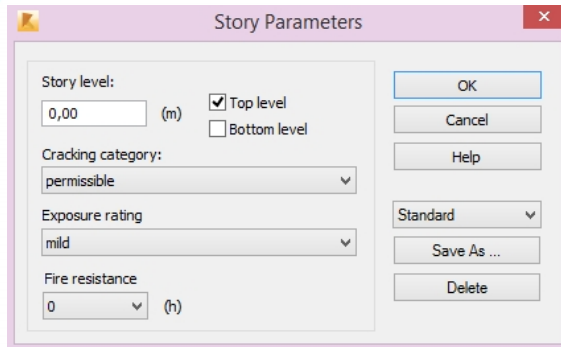 Story Parameters
Story level:
0,00 (m)
Top level
Bottom level
Cracking category:
permissible
Exposure rating
mild
Fire resistance
0 (h)
OK
Cancel
Help
Standard
Save As ...
Delete